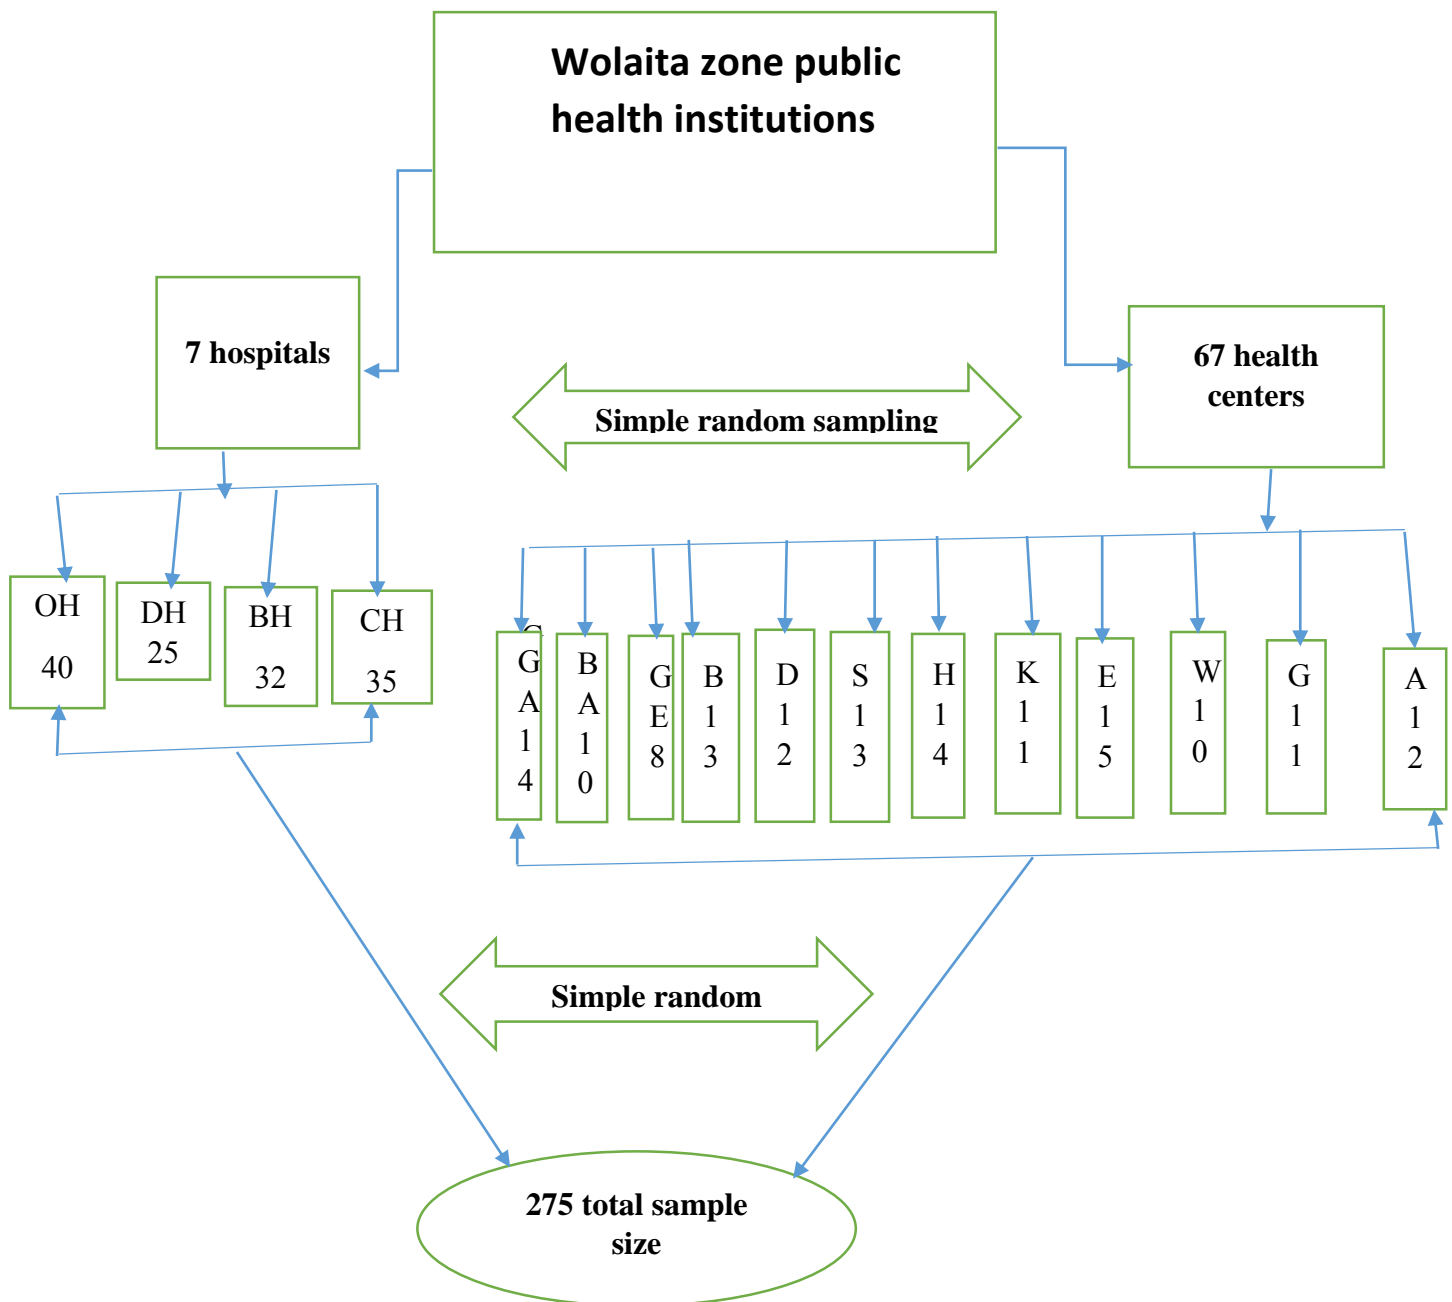 Wolaita zone public
health institutions
7 hospitals
67 health
centers
Simple random sampling
OH
40
DH
25
BH
32
CH
35
G
G
A
1
4
B
A
1
0
G
E
8
B
1
3
D
1
2
S
1
3
H
1
4
K
1
1
E
1
5
W
1
0
G
1
1
A
1
2
Simple random
275 total sample
size